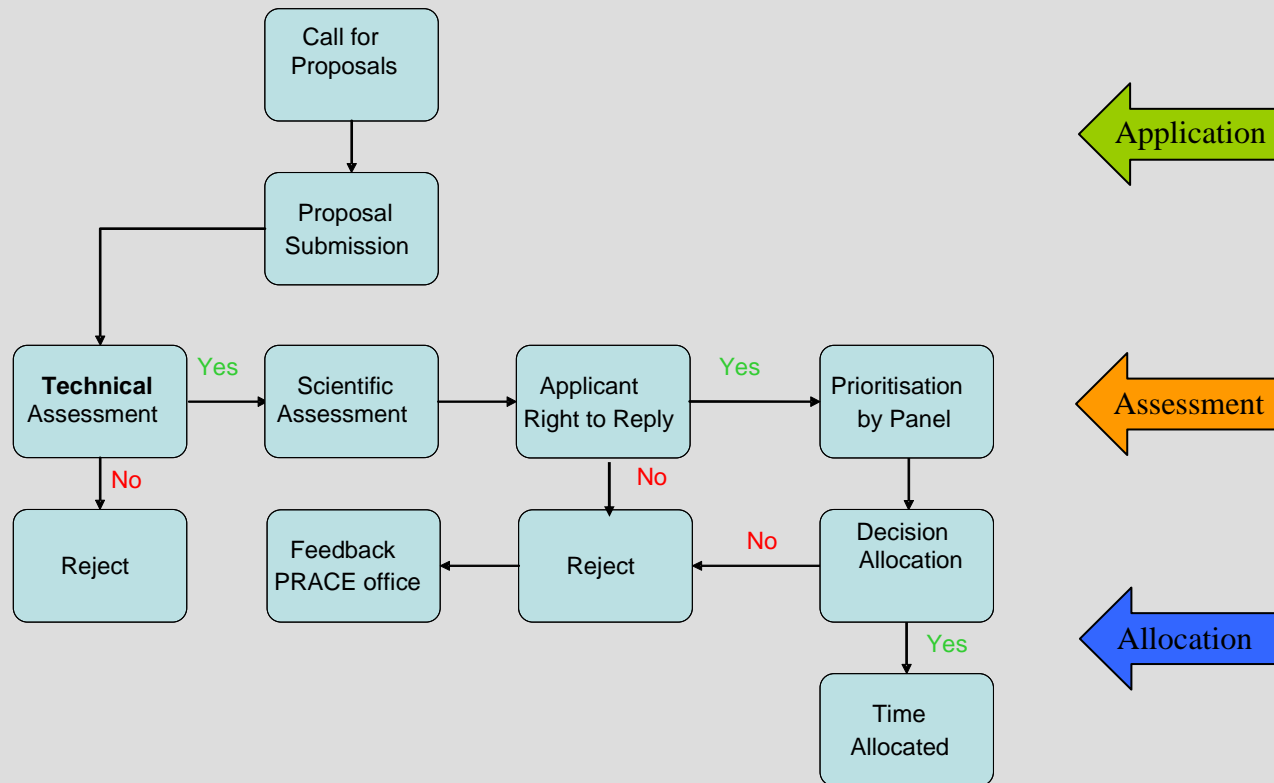 Call for
Proposals
Application
Proposal
Submission
Technical
Assessment
Yes
Scientific
Assessment
Applicant
Right to Reply
Yes
Prioritisation
by Panel
Assessment
No
No
Reject
Feedback
PRACE office
Reject
No
Decision
Allocation
Allocation
Yes
Time
Allocated